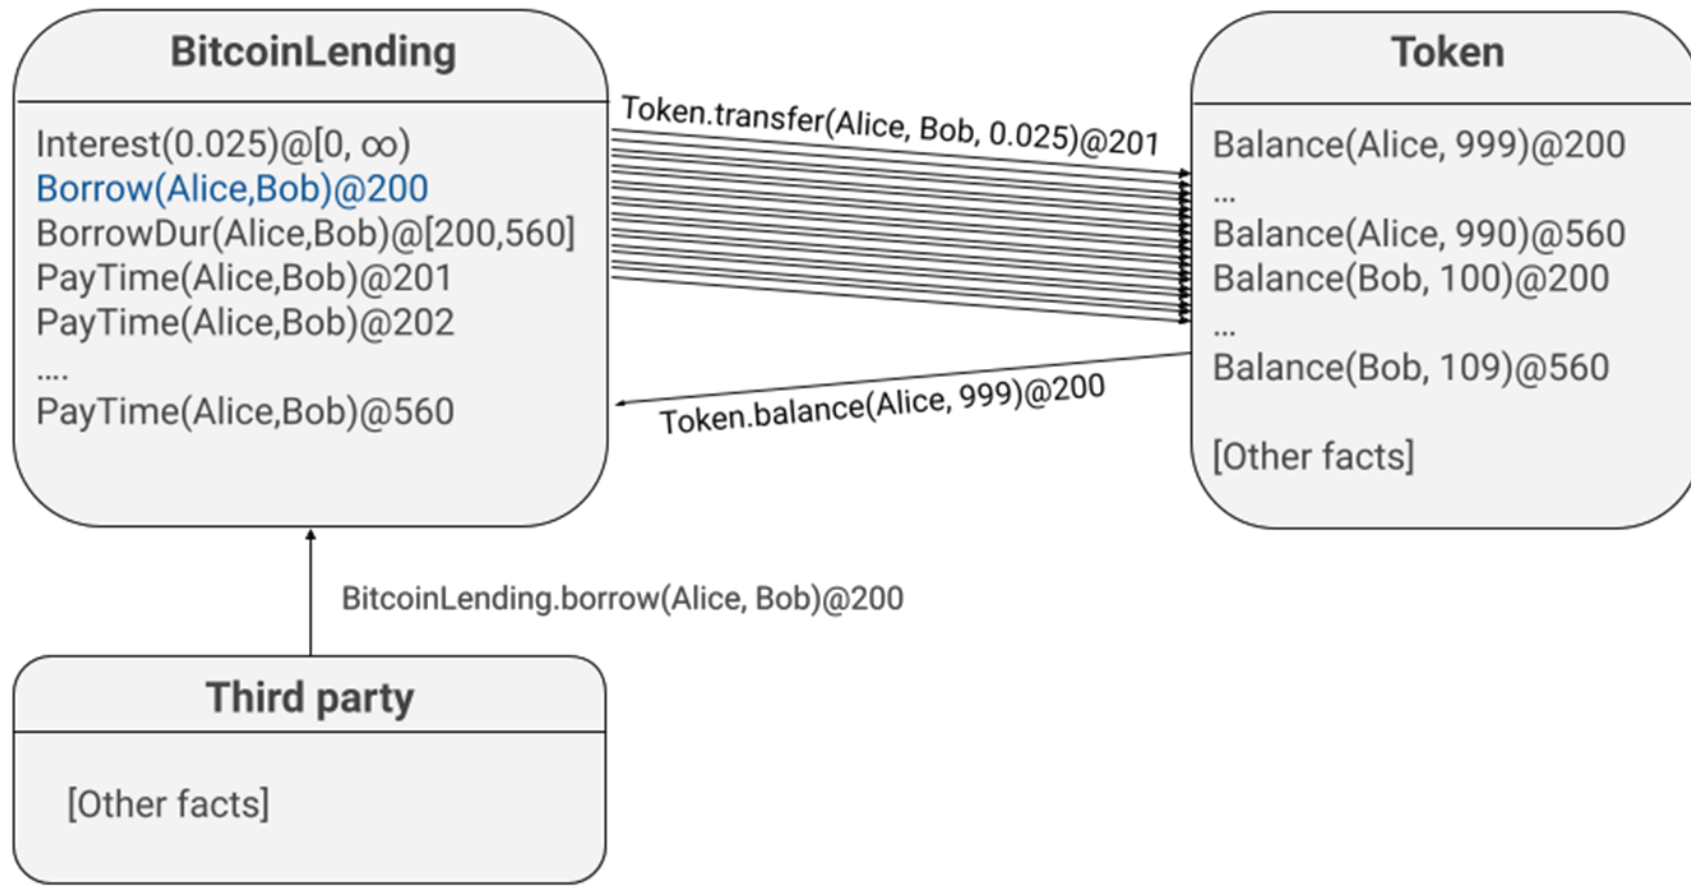 BitcoinLending
Interest(0.025)@[0, ∞)
Borrow(Alice,Bob)@200
BorrowDur(Alice,Bob)@[200,560]
PayTime(Alice,Bob)@201
PayTime(Alice,Bob)@202
....
PayTime(Alice,Bob)@560
Token.transfer(Alice, Bob, 0.025)@201
Token.balance(Alice, 999)@200
Token
Balance(Alice, 999)@200
...
Balance(Alice, 990)@560
Balance(Bob, 100)@200
...
Balance(Bob, 109)@560
[Other facts]
BitcoinLending.borrow(Alice, Bob)@200
Third party
[Other facts]